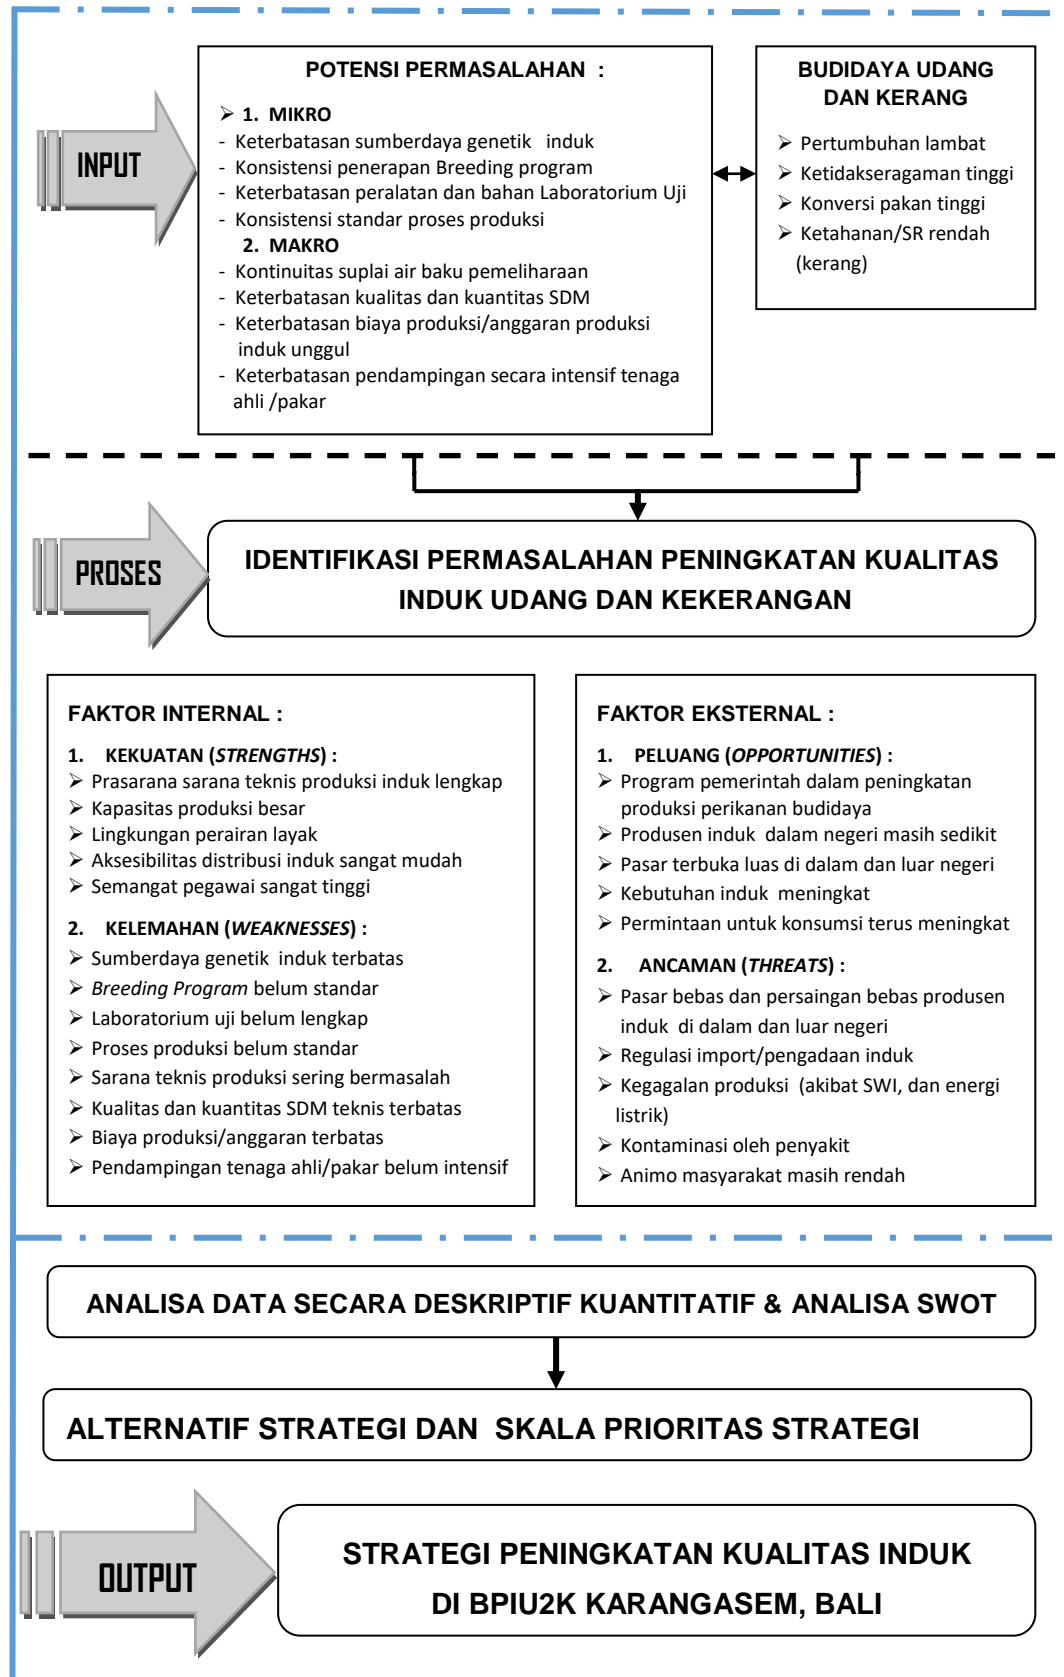 INPUT
POTENSI PERMASALAHAN :
➢ 1. MIKRO
- Keterbatasan sumberdaya genetik induk
- Konsistensi penerapan Breeding program
- Keterbatasan peralatan dan bahan Laboratorium Uji
- Konsistensi standar proses produksi
2. MAKRO
- Kontinuitas suplai air baku pemeliharaan
- Keterbatasan kualitas dan kuantitas SDM
- Keterbatasan biaya produksi/anggaran produksi
induk unggul
- Keterbatasan pendampingan secara intensif tenaga
ahli /pakar
BUDIDAYA UDANG
DAN KERANG
➢ Pertumbuhan lambat
➢ Ketidakseragaman tinggi
➢ Konversi pakan tinggi
➢ Ketahanan/SR rendah
(kerang)
PROSES
IDENTIFIKASI PERMASALAHAN PENINGKATAN KUALITAS
INDUK UDANG DAN KEKERANGAN
FAKTOR INTERNAL :
1. KEKUATAN (STRENGTHS) :
➢ Prasarana sarana teknis produksi induk lengkap
➢ Kapasitas produksi besar
➢ Lingkungan perairan layak
➢ Aksesibilitas distribusi induk sangat mudah
➢ Semangat pegawai sangat tinggi
2. KELEMAHAN (WEAKNESSES) :
➢ Sumberdaya genetik induk terbatas
➢ Breeding Program belum standar
➢ Laboratorium uji belum lengkap
➢ Proses produksi belum standar
➢ Sarana teknis produksi sering bermasalah
➢ Kualitas dan kuantitas SDM teknis terbatas
➢ Biaya produksi/anggaran terbatas
➢ Pendampingan tenaga ahli/pakar belum intensif
FAKTOR EKSTERNAL :
1. PELUANG (OPPORTUNITIES) :
➢ Program pemerintah dalam peningkatan
produksi perikanan budidaya
➢ Produsen induk dalam negeri masih sedikit
➢ Pasar terbuka luas di dalam dan luar negeri
➢ Kebutuhan induk meningkat
➢ Permintaan untuk konsumsi terus meningkat
2. ANCAMAN (THREATS) :
➢ Pasar bebas dan persaingan bebas produsen
induk di dalam dan luar negeri
➢ Regulasi import/pengadaan induk
➢ Kegagalan produksi (akibat SWI, dan energi
listrik)
➢ Kontaminasi oleh penyakit
➢ Animo masyarakat masih rendah
ANALISA DATA SECARA DESKRIPTIF KUANTITATIF & ANALISA SWOT
ALTERNATIF STRATEGI DAN SKALA PRIORITAS STRATEGI
OUTPUT
STRATEGI PENINGKATAN KUALITAS INDUK
DI BPIU2K KARANGASEM, BALI